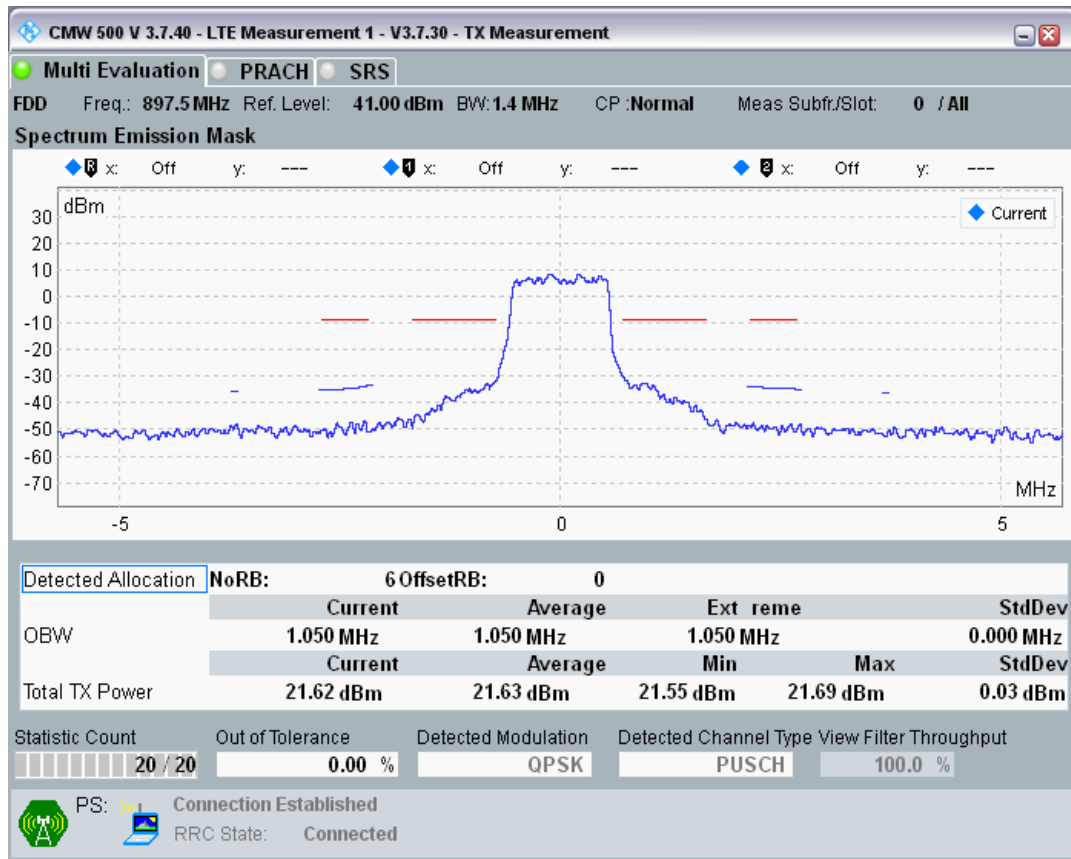 CMW 500 V 3.7.40 - LTE Measurement 1 - V3.7.30 - TX Measurement
Multi Evaluation PRACH SRS
FDD Freq.: 897.5 MHz Ref. Level: 41.00 dBm BW: 1.4 MHz CP :Normal Meas Subfr./Slot: 0 / All
Spectrum Emission Mask
R x: Off y: --- 1 x: Off y: --- 2 x: Off y: ---
dBm
Current
30
20
10
0
-10
-20
-30
-40
-50
-60
-70
MHz
-5 0 5
Detected Allocation NoRB: 6 OffsetRB: 0
Current Average Ext reme StdDev
OBW 1.050 MHz 1.050 MHz 1.050 MHz 0.000 MHz
Current Average Min Max StdDev
Total TX Power 21.62 dBm 21.63 dBm 21.55 dBm 21.69 dBm 0.03 dBm
Statistic Count Out of Tolerance Detected Modulation Detected Channel Type View Filter Throughput
20 / 20 0.00 % QPSK PUSCH 100.0 %
PS: Connection Established
RRC State: Connected